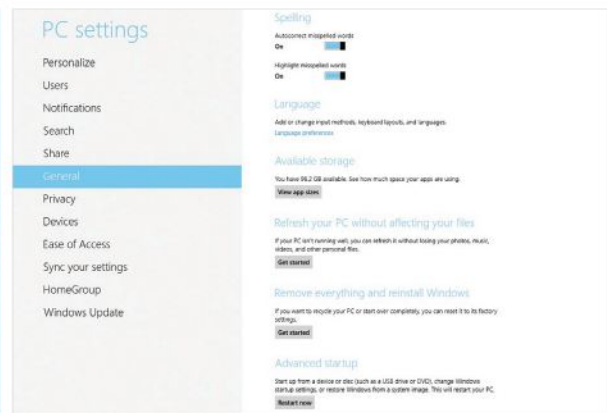 PC settings
Personalize
Users
Notifications
Search
Share
General
Privacy
Devices
Ease of Access
Sync your settings
HomeGroup
Windows Update
Spelling
Autocorrect misspelled words
On
Highlight misspelled words
On
Language
Add or change input methods, keyboard layouts, and languages.
Language preferences
Available storage
You have 96.2 GB available. See how much space your apps are using.
View app sizes
Refresh your PC without affecting your files
If your PC isn't running well, you can refresh it without losing your photos, music,
videos, and other personal files.
Get started
Remove everything and reinstall Windows
If you want to recycle your PC or start over completely, you can reset it to its factory
settings.
Get started
Advanced startup
Start up from a device or disc (such as a USB drive or DVD), change Windows
startup settings, or restore Windows from a system image. This will restart your PC.
Restart now